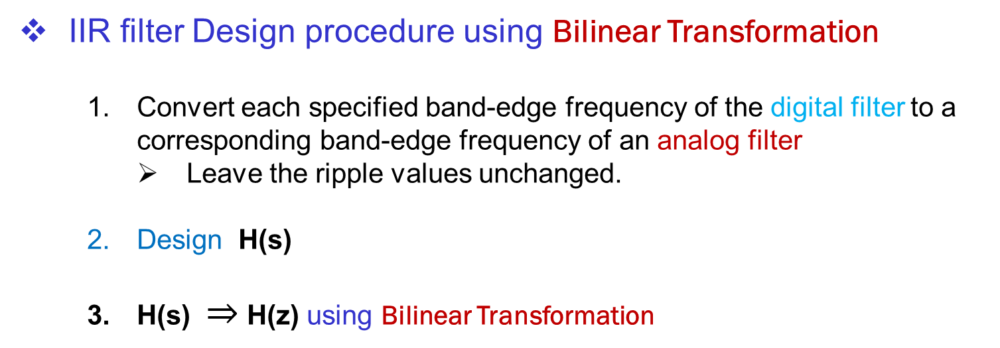 ❖ IIR filter Design procedure using Bilinear Transformation
1. Convert each specified band-edge frequency of the digital filter to a
corresponding band-edge frequency of an analog filter
➢ Leave the ripple values unchanged.
2. Design H(s)
3. H(s) ⇒ H(z) using Bilinear Transformation